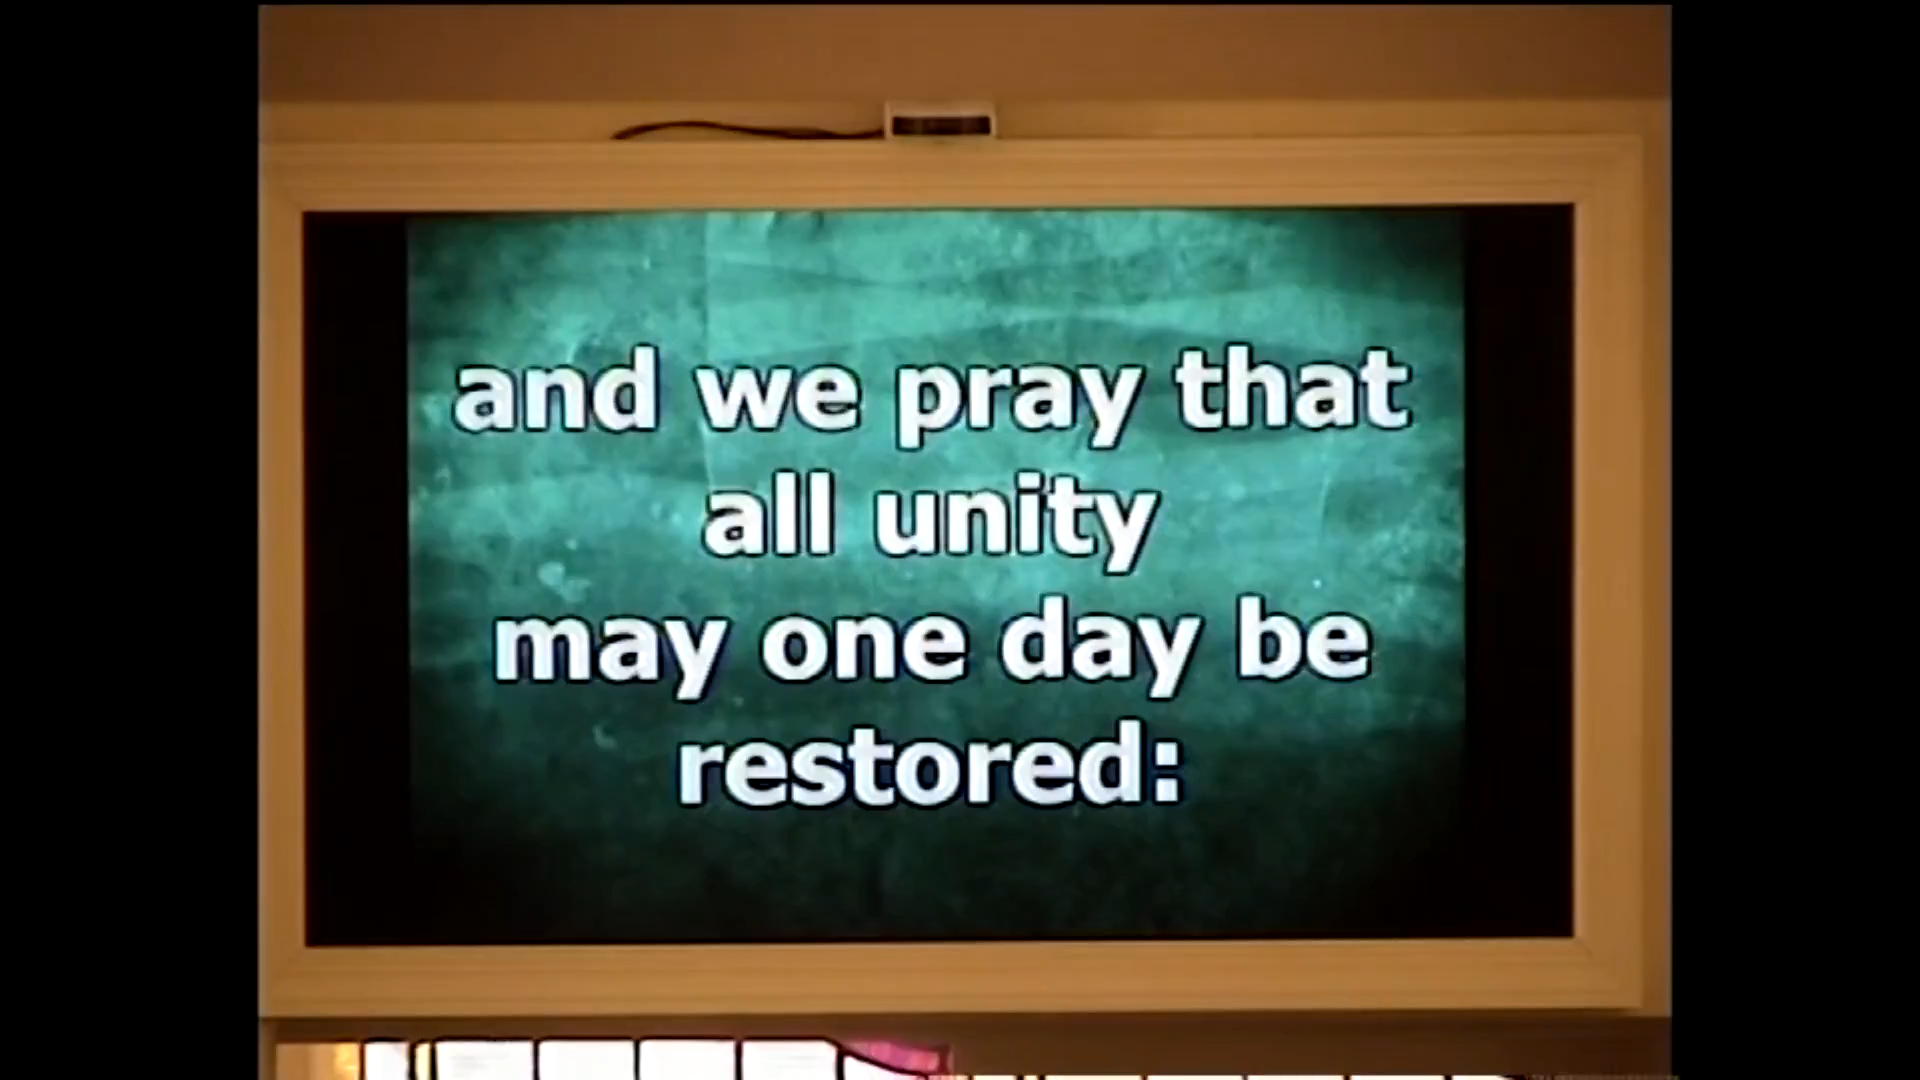 and we pray that
all unity
may one day be
restored: